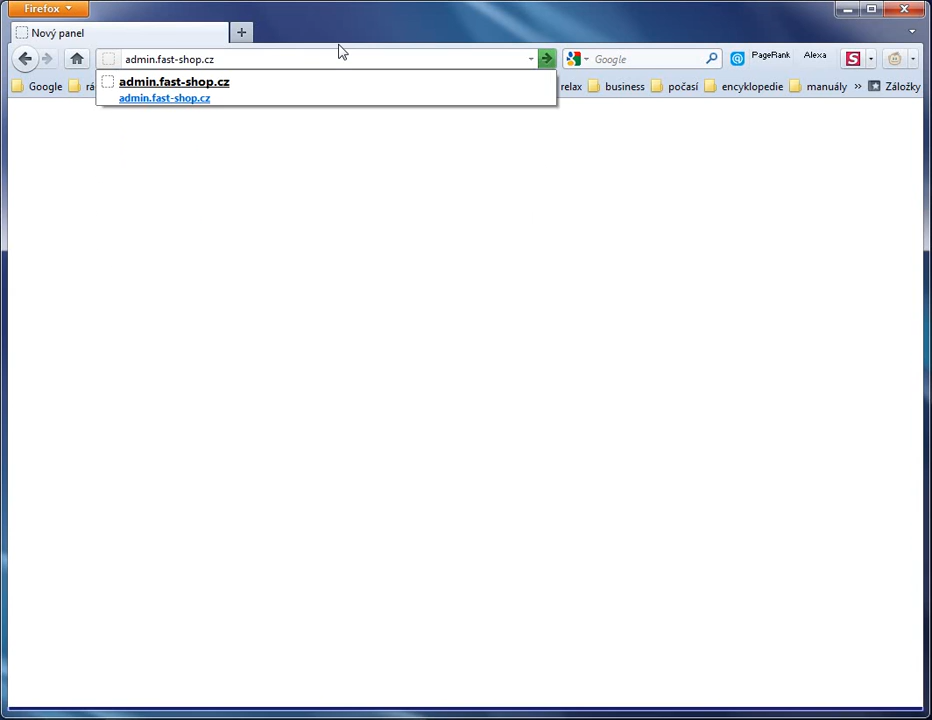 Firefox
Nový panel
admin.fast-shop.cz
Google
PageRank
Alexa
S
admin.fast-shop.cz
admin.fast-shop.cz
Google
rá
relax
business
počasí
encyklopedie
manuály
»
Záložky